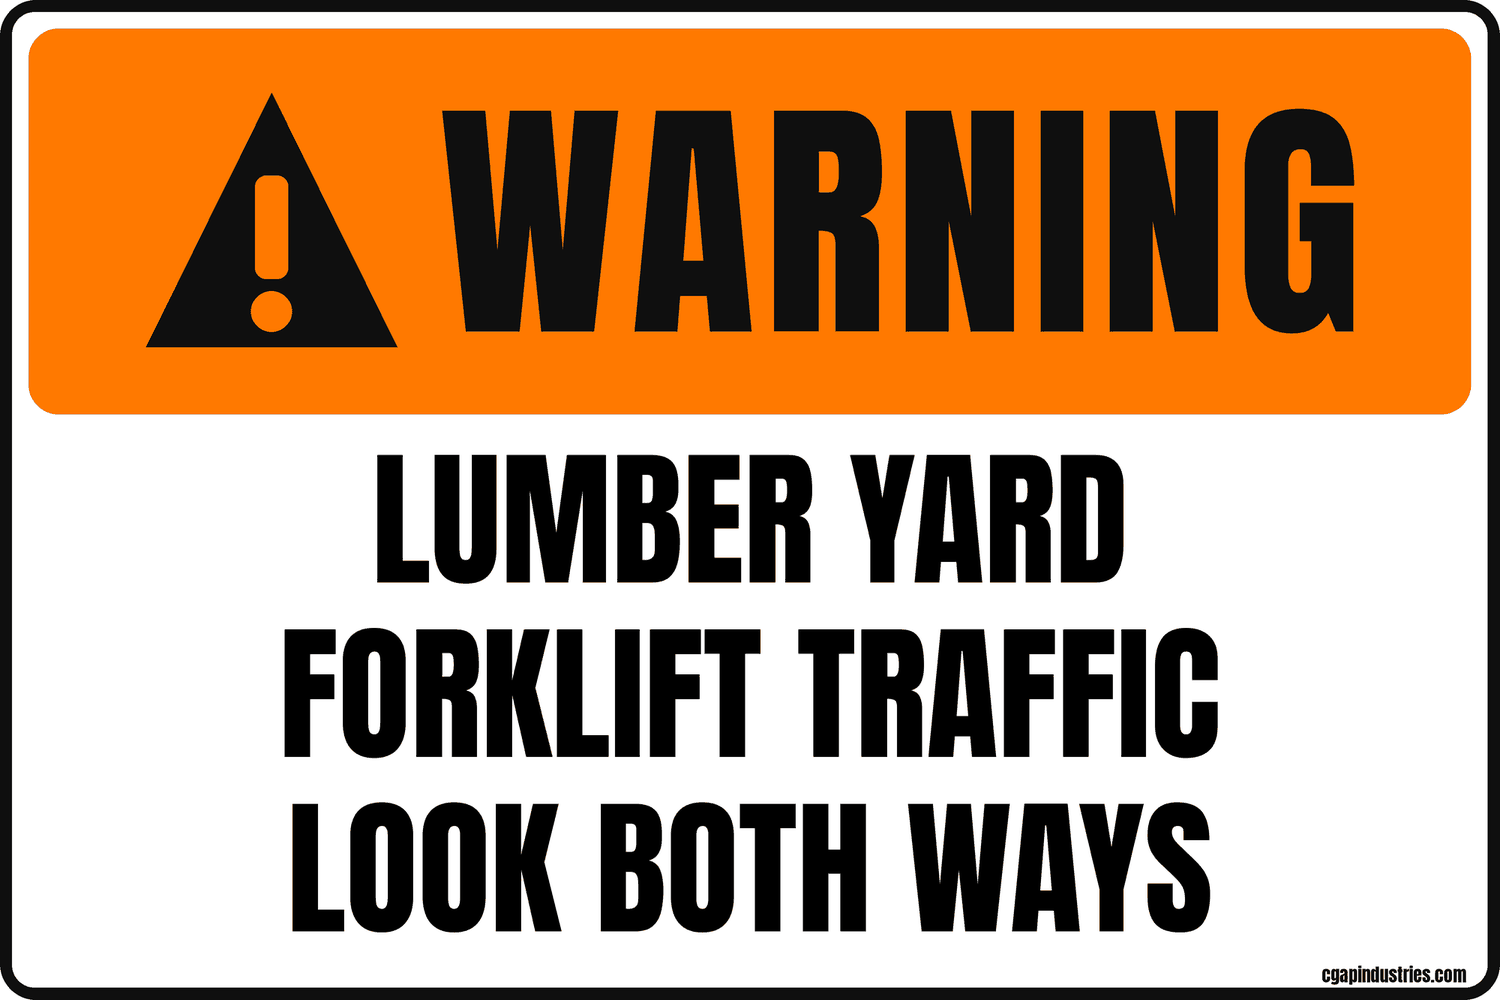 WARNING
LUMBER YARD
FORKLIFT TRAFFIC
LOOK BOTH WAYS
cgapindustries.com